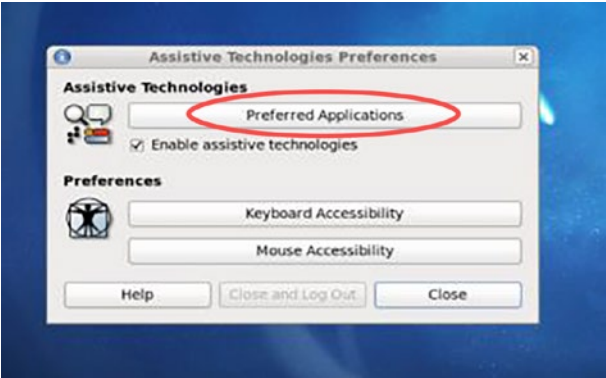 Assistive Technologies Preferences
Assistive Technologies
Preferred Applications
Enable assistive technologies
Preferences
Keyboard Accessibility
Mouse Accessibility
Help Close and Log Out Close